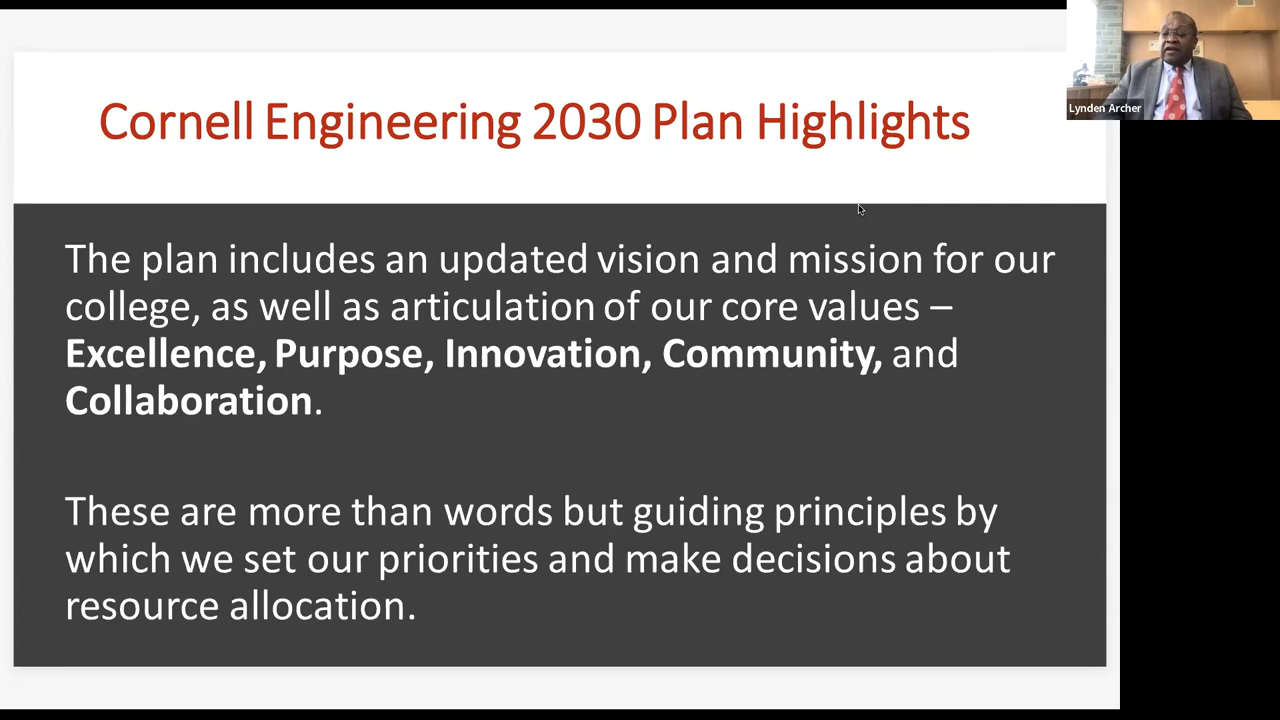 Cornell Engineering 2030 Plan Highlights
Lynden Archer
The plan includes an updated vision and mission for our
college, as well as articulation of our core values –
Excellence, Purpose, Innovation, Community, and
Collaboration.
These are more than words but guiding principles by
which we set our priorities and make decisions about
resource allocation.